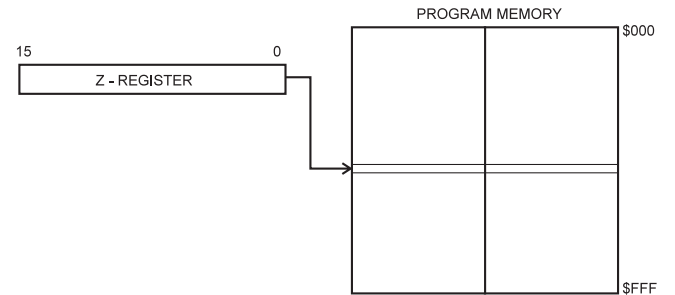 PROGRAM MEMORY
$000
15 0
Z - REGISTER
$FFF